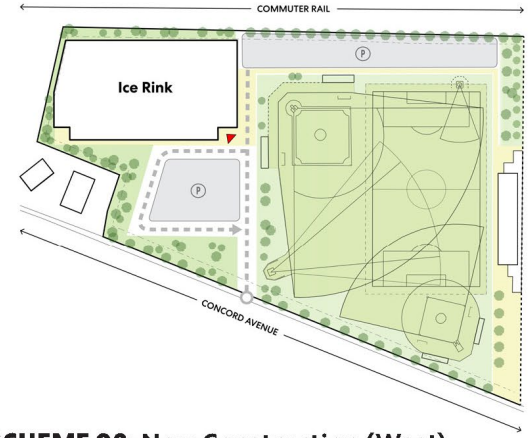 COMMUTER RAIL
P
Ice Rink
P
CONCORD AVENUE
New Construction (West)